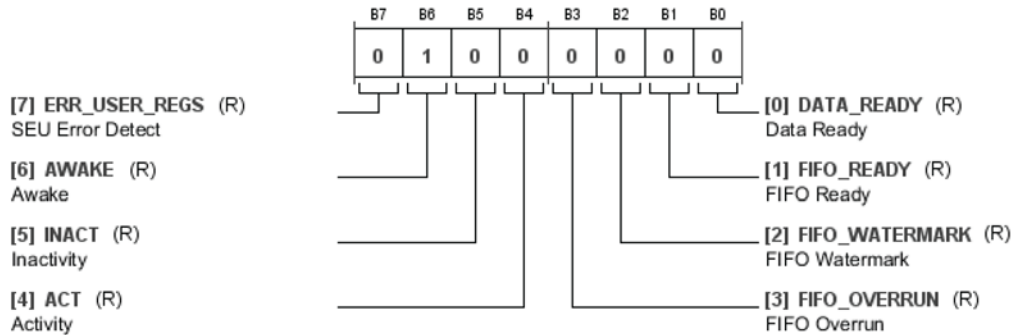 B7 B6 B5 B4 B3 B2 B1 B0
0 1 0 0 0 0 0 0
[7] ERR_USER_REGS (R)
SEU Error Detect
[6] AWAKE (R)
Awake
[5] INACT (R)
Inactivity
[4] ACT (R)
Activity
[0] DATA_READY (R)
Data Ready
[1] FIFO_READY (R)
FIFO Ready
[2] FIFO_WATERMARK (R)
FIFO Watermark
[3] FIFO_OVERRUN (R)
FIFO Overrun